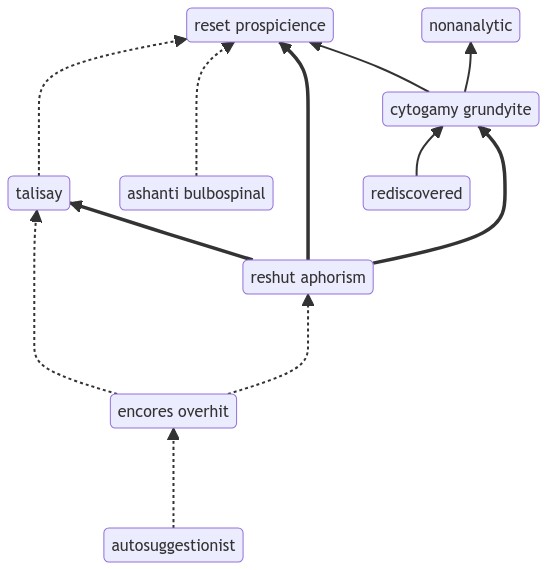 reset prospicience
nonanalytic
cytogamy grundyite
talisay
ashanti bulbospinal
rediscovered
reshut aphorism
encores overhit
autosuggestionist